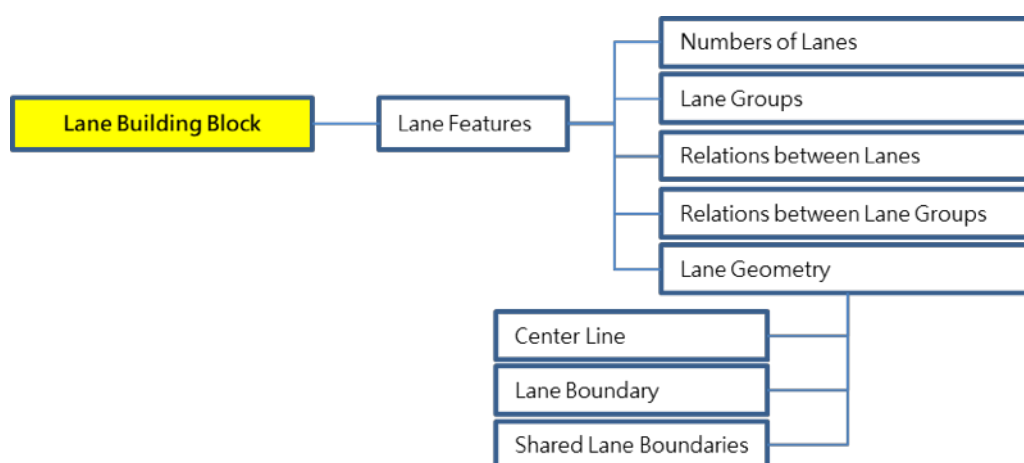 Lane Building Block
Lane Features
Numbers of Lanes
Lane Groups
Relations between Lanes
Relations between Lane Groups
Lane Geometry
Center Line
Lane Boundary
Shared Lane Boundaries